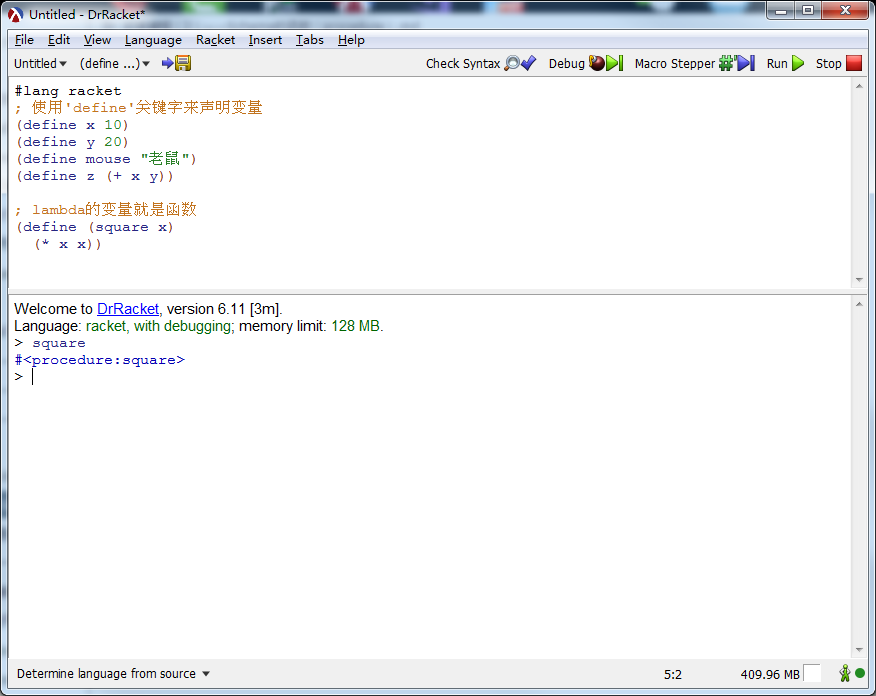 Untitled - DrRacket*
File Edit View Language Racket Insert Tabs Help
Untitled (define ...) Check Syntax Debug Macro Stepper Run Stop
#lang racket
; 使用'define'关键字来声明变量
(define x 10)
(define y 20)
(define mouse "老鼠")
(define z (+ x y))
; lambda的变量就是函数
(define (square x)
(* x x))
Welcome to DrRacket, version 6.11 [3m].
Language: racket, with debugging; memory limit: 128 MB.
> square
#<procedure:square>
>
Determine language from source 5:2 409.96 MB